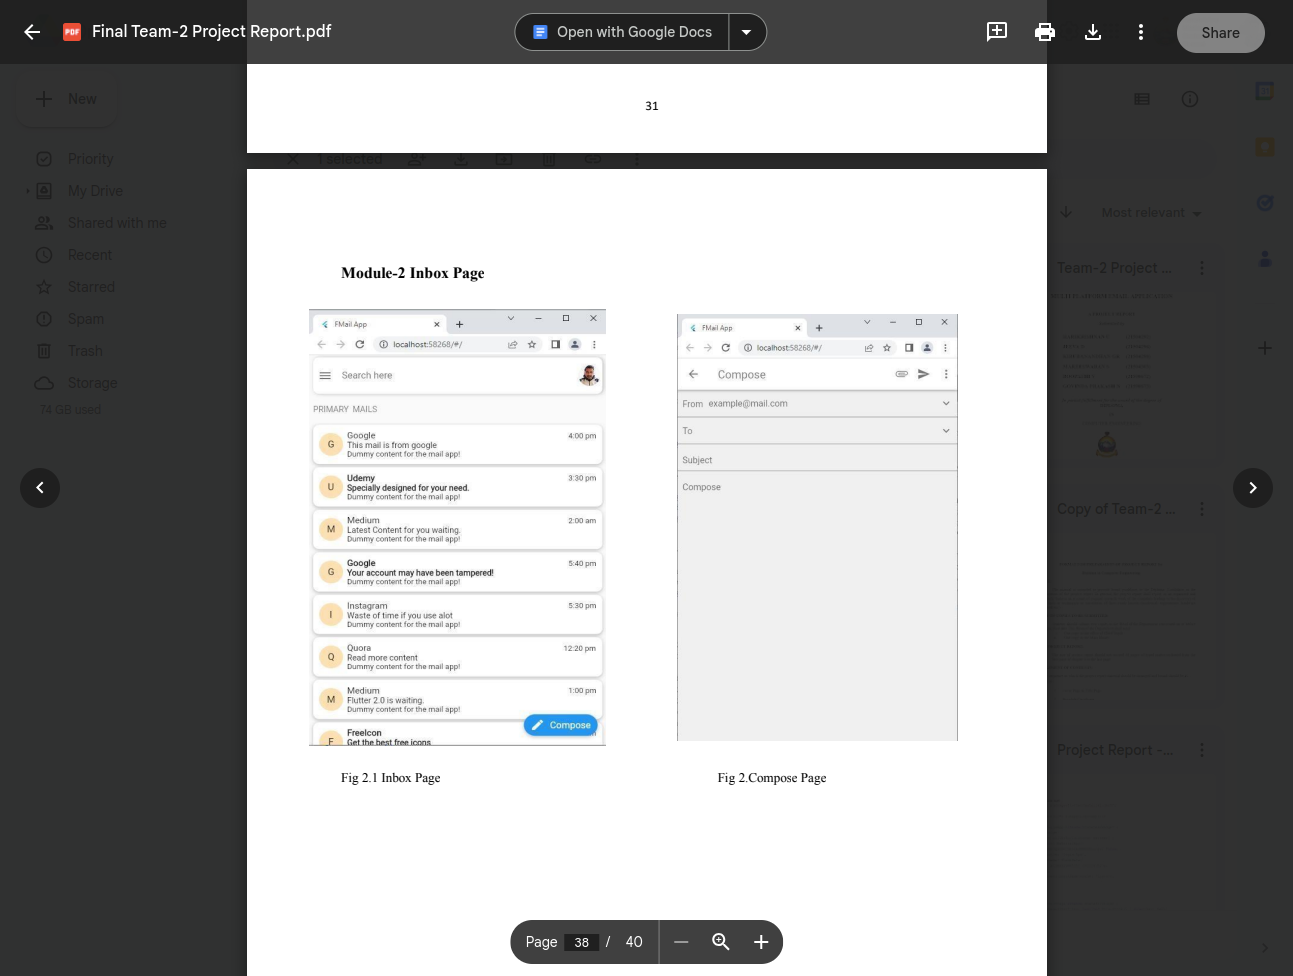 Final Team-2 Project Report.pdf
Open with Google Docs
Share
New
Priority
My Drive
Shared with me
Recent
Starred
Spam
Trash
Storage
74 GB used
1 selected
Most relevant
Team-2 Project ...
Copy of Team-2 ...
Project Report -...
31
Module-2 Inbox Page
FMail App
localhost:58268/#/
Search here
PRIMARY MAILS
G Google 4:00 pm
This mail is from google
Dummy content for the mail app!
U Udemy 3:30 pm
Specially designed for your need.
Dummy content for the mail app!
M Medium 2:00 am
Latest Content for you waiting.
Dummy content for the mail app!
G Google 5:40 pm
Your account may have been tampered!
Dummy content for the mail app!
I Instagram 5:30 pm
Waste of time if you use alot
Dummy content for the mail app!
Q Quora 12:20 pm
Read more content
Dummy content for the mail app!
M Medium 1:00 pm
Flutter 2.0 is waiting.
Dummy content for the mail app!
F Freelcon
Get the best free icons
Compose
Fig 2.1 Inbox Page
FMail App
localhost:58268/#/
Compose
From example@mail.com
To
Subject
Compose
Fig 2.Compose Page
Page 38 / 40